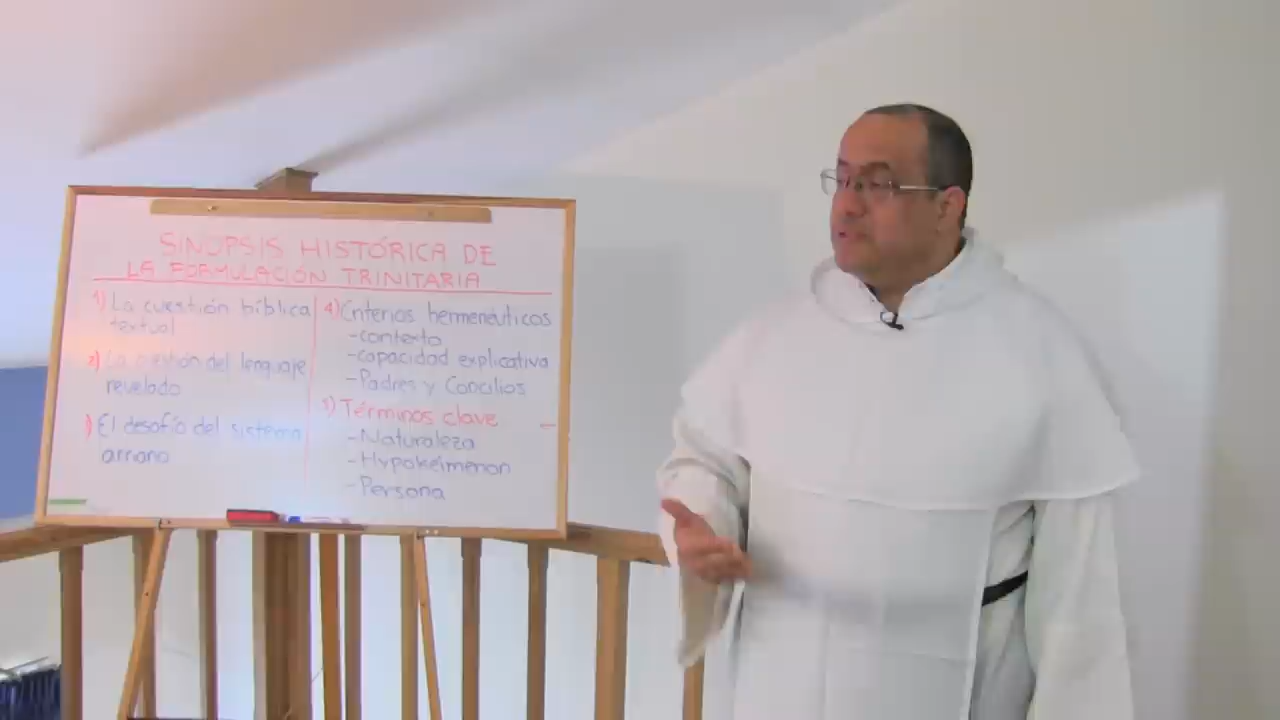 SINOPSIS HISTÓRICA DE
LA FORMULACIÓN TRINITARIA
1) La cuestión bíblica
textual
2) La cuestión del lenguaje
revelado
3) El desafío del sistema
arriano
4) Criterios hermenéuticos
- contexto
- capacidad explicativa
- Padres y Concilios
5) Términos clave
- Naturaleza
- Hypokéimenon
- Persona